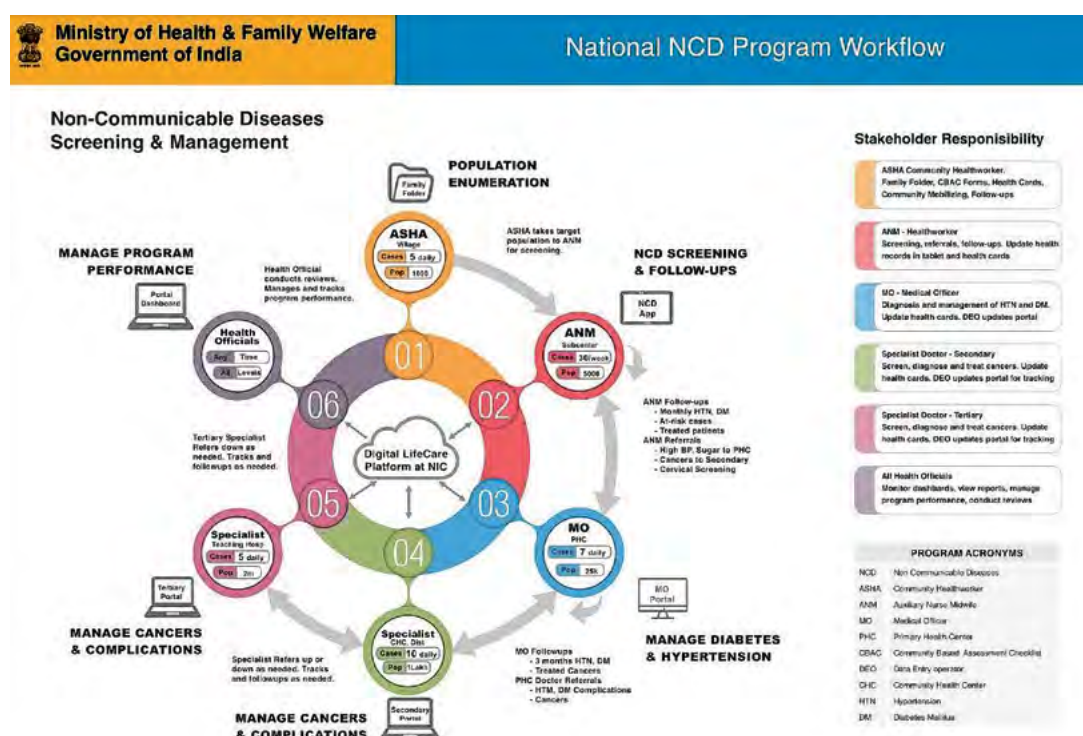 Ministry of Health & Family Welfare
Government of India
National NCD Program Workflow
Non-Communicable Diseases
Screening & Management
POPULATION
ENUMERATION
Family
Folder
ASHA
Village
Cases 5 daily
Pop 1000
ASHA takes target
population to ANM
for screening.
NCD SCREENING
& FOLLOW-UPS
NCD
App
ANM
Subcenter
Cases 30/week
Pop 5000
ANM Follow-ups
- Monthly HTN, DM
- At-risk cases
- Treated patients
ANM Referrals
- High BP, Sugar to PHC
- Cancers to Secondary
- Cervical Screening
MO
PHC
Cases 7 daily
Pop 25k
MO
Portal
MANAGE DIABETES
& HYPERTENSION
MO Followups
- 3 months HTN, DM
- Treated Cancers
PHC Doctor Referrals
- HTM, DM Complications
- Cancers
Specialist
CHC, Dist
Cases 10 daily
Pop 1Lakh
Secondary
Portal
MANAGE CANCERS
& COMPLICATIONS
Specialist Refers up or
down as needed. Tracks
and followups as needed.
Specialist
Teaching Hosp
Cases 5 daily
Pop 2m
Tertiary
Portal
MANAGE CANCERS
& COMPLICATIONS
Tertiary Specialist
Refers down as
needed. Tracks and
followups as needed.
Health
Officials
Any Time
All Levels
Portal
Dashboard
MANAGE PROGRAM
PERFORMANCE
Health Official
conducts reviews.
Manages and tracks
program performance.
01
02
03
04
05
06
Digital LifeCare
Platform at NIC
Stakeholder Responisibility
ASHA Community Healthworker.
Family Folder, CBAC Forms, Health Cards,
Community Mobilizing, Follow-ups
ANM - Healthworker
Screening, referrals, follow-ups. Update health
records in tablet and health cards
MO - Medical Officer
Diagnosis and management of HTN and DM.
Update health cards. DEO updates portal
Specialist Doctor - Secondary
Screen, diagnose and treat cancers. Update
health cards. DEO updates portal for tracking
Specialist Doctor - Tertiary
Screen, diagnose and treat cancers. Update
health cards. DEO updates portal for tracking
All Health Officials
Monitor dashbards, view reports, manage
program performance, conduct reviews
PROGRAM ACRONYMS
NCD Non Communicable Diseases
ASHA Community Healthworker
ANM Auxiliary Nurse Midwife
MO Medical Officer
PHC Primary Health Center
CBAC Community Based Assessment Checklist
DEO Data Entry operator
CHC Community Health Center
HTN Hypertension
DM Diabetes Mellitus